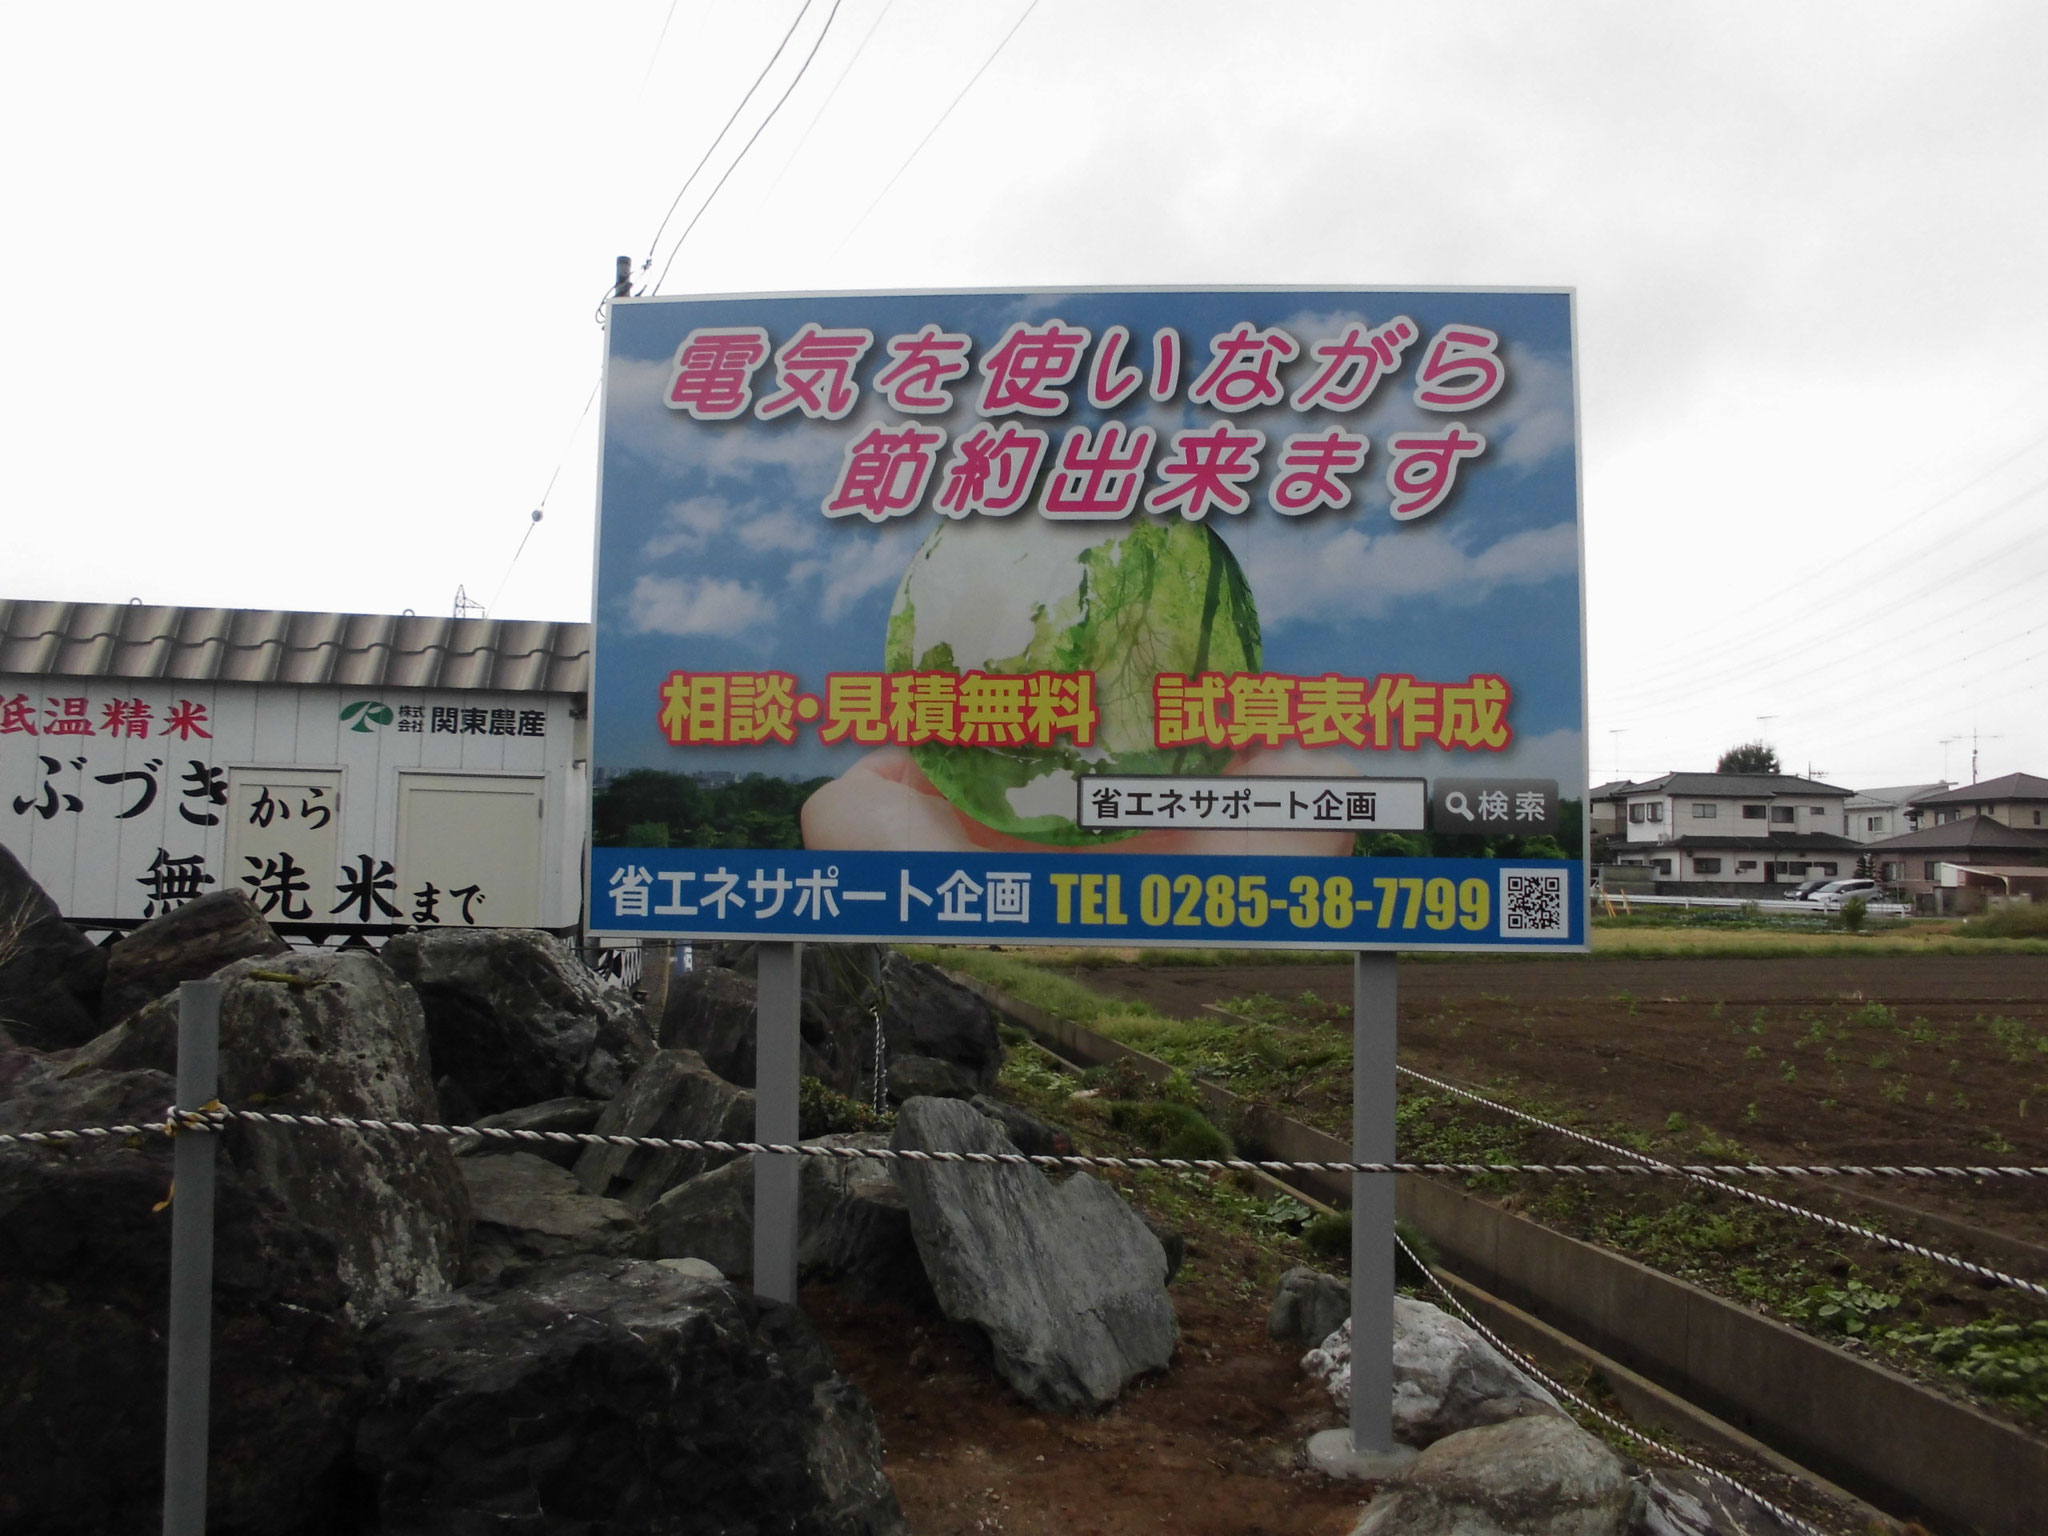 電気を使いながら
節約出来ます
相談・見積無料 試算表作成
省エネサポート企画 検索
省エネサポート企画 TEL 0285-38-7799
低温精米
株式会社 関東農産
ぶづきから
無洗米まで